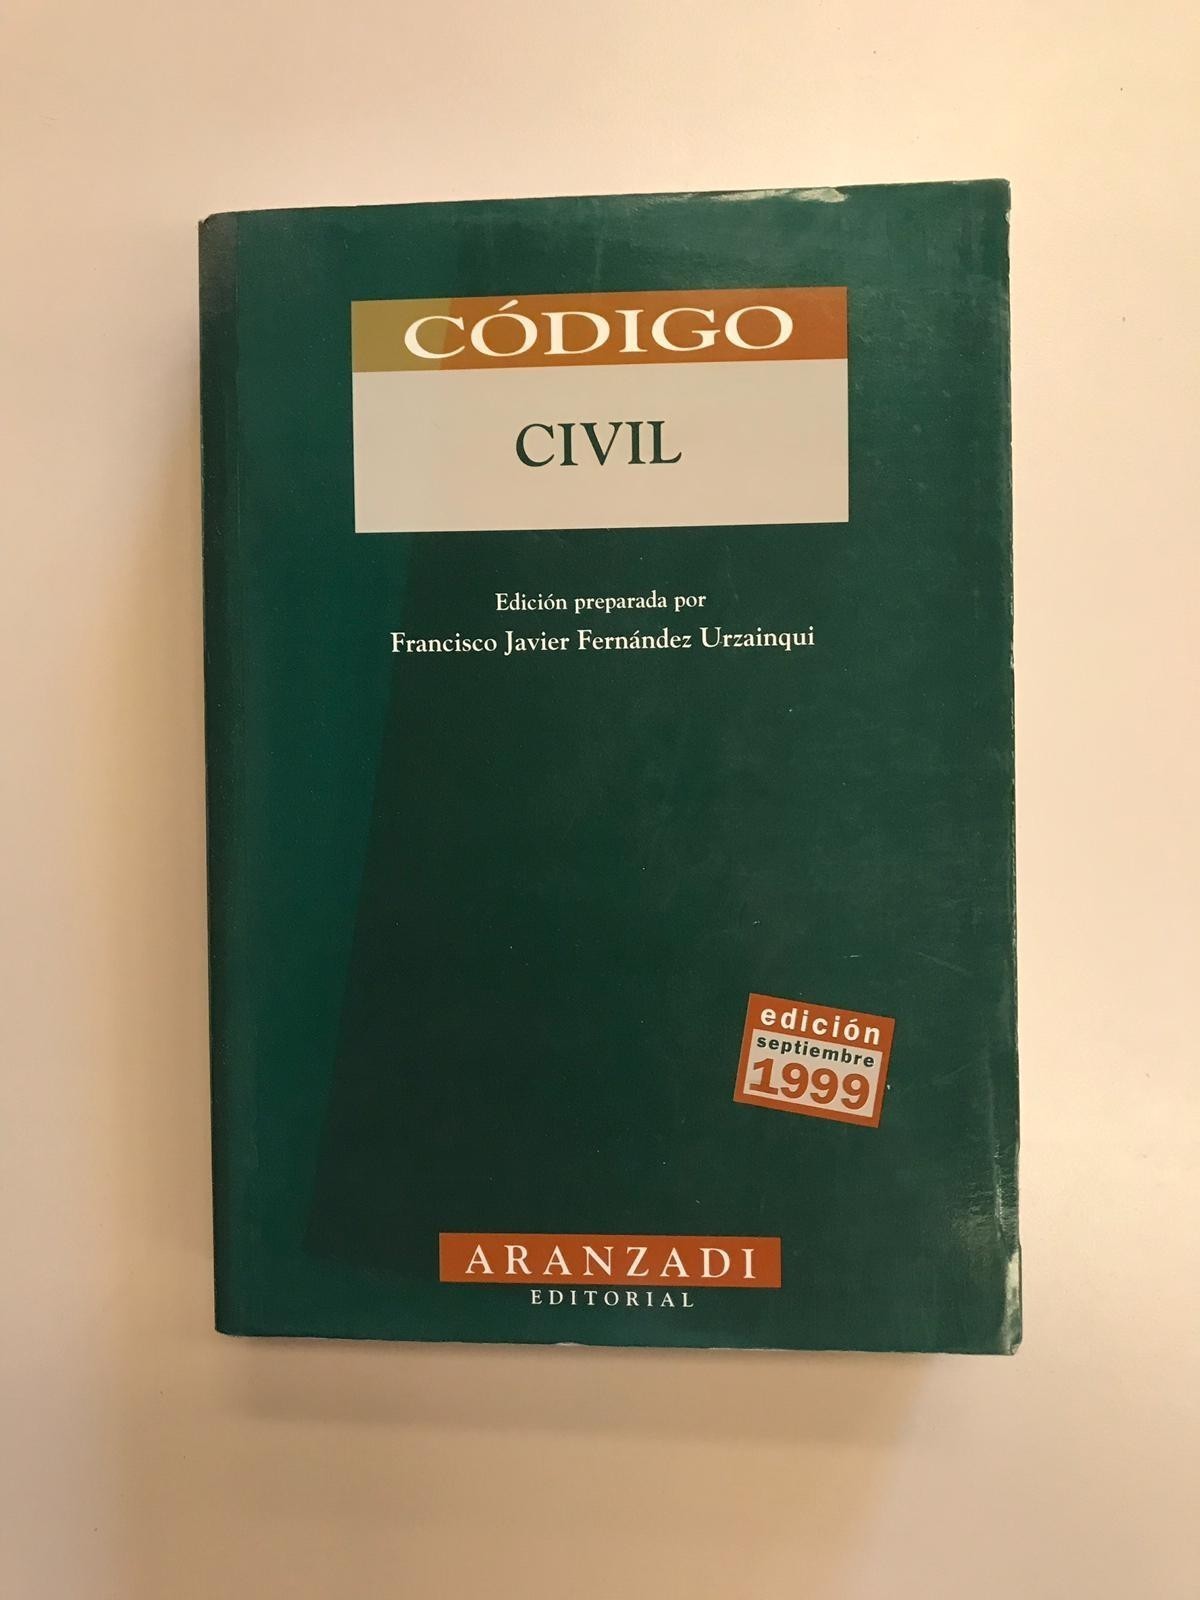 CÓDIGO
CIVIL
Edición preparada por
Francisco Javier Fernández Urzainqui
edición
septiembre
1999
ARANZADI
EDITORIAL